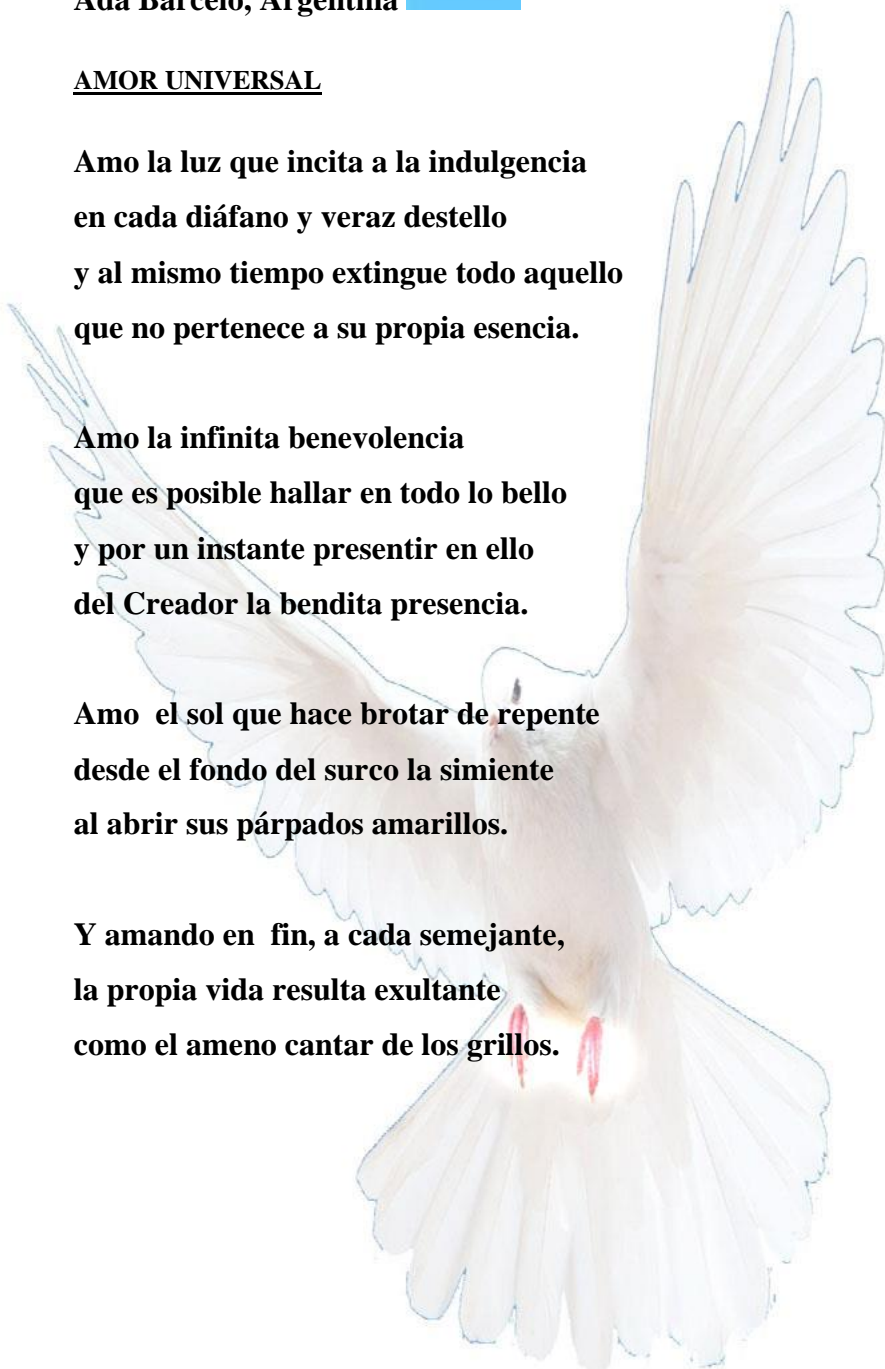 Ada Barceló, Argentina
AMOR UNIVERSAL
Amo la luz que incita a la indulgencia
en cada diáfano y veraz destello
y al mismo tiempo extingue todo aquello
que no pertenece a su propia esencia.
Amo la infinita benevolencia
que es posible hallar en todo lo bello
y por un instante presentir en ello
del Creador la bendita presencia.
Amo  el sol que hace brotar de repente
desde el fondo del surco la simiente
al abrir sus párpados amarillos.
Y amando en  fin, a cada semejante,
la propia vida resulta exultante
como el ameno cantar de los grillos.